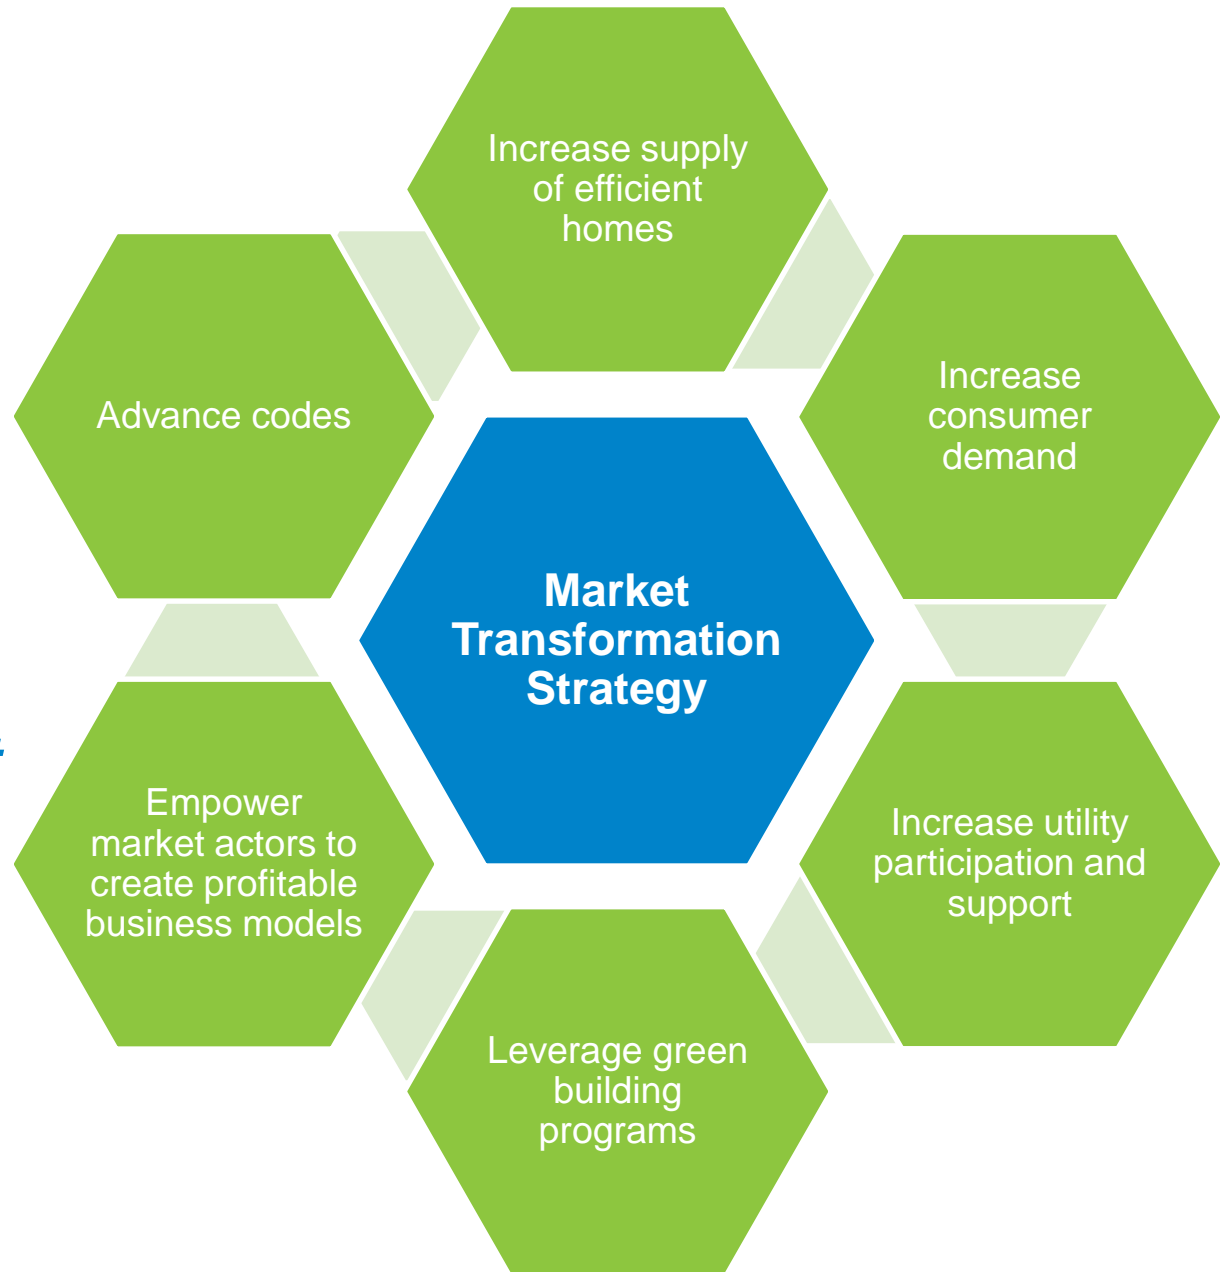 Increase supply
of efficient
homes
Increase
consumer
demand
Advance codes
Market
Transformation
Strategy
Increase utility
participation and
support
Empower
market actors to
create profitable
business models
Leverage green
building
programs